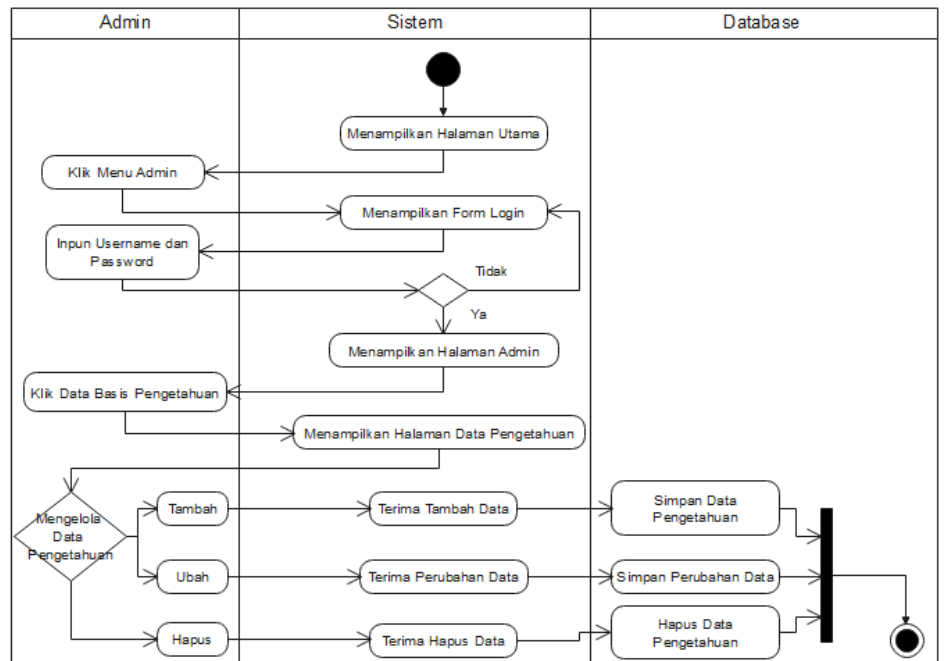 Admin
Sistem
Database
Menampilkan Halaman Utama
Klik Menu Admin
Menampilkan Form Login
Inpun Username dan
Password
Tidak
Ya
Menampilkan Halaman Admin
Klik Data Basis Pengetahuan
Menampilkan Halaman Data Pengetahuan
Mengelola
Data
Pengetahuan
Tambah
Terima Tambah Data
Simpan Data
Pengetahuan
Ubah
Terima Perubahan Data
Simpan Perubahan Data
Hapus
Terima Hapus Data
Hapus Data
Pengetahuan